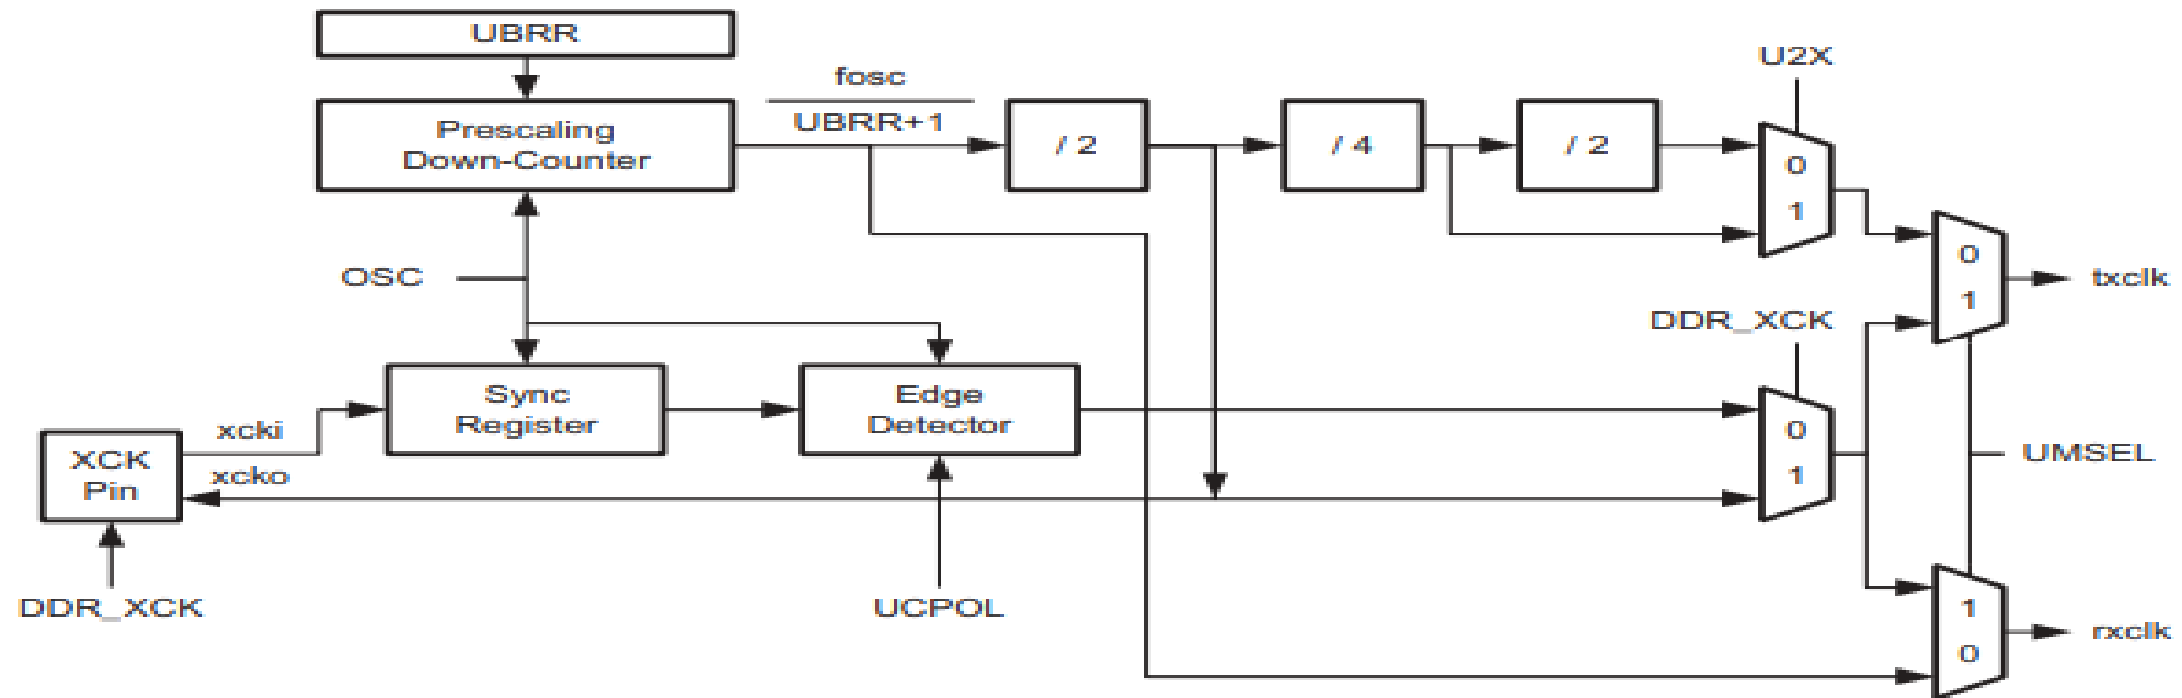 UBRR
fosc
UBRR+1
U2X
Prescaling
Down-Counter
/ 2
/ 4
/ 2
0
1
OSC
0
1
txclk
DDR_XCK
Sync
Register
Edge
Detector
xcki
XCK
Pin
xcko
0
1
UMSEL
DDR_XCK
UCPOL
1
0
rxclk